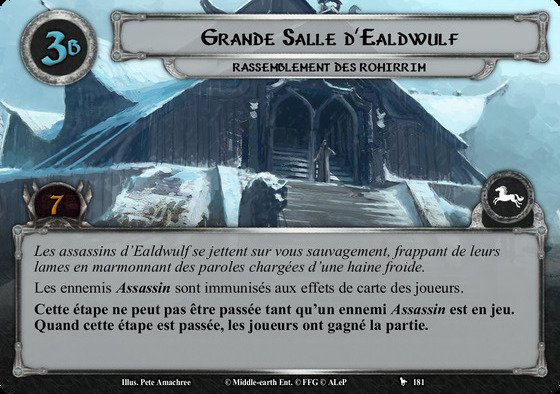 3B
GRANDE SALLE D'EALDWULF
RASSEMBLEMENT DES ROHIRRIM
7
Les assassins d'Ealdwulf se jettent sur vous sauvagement, frappant de leurs
lames en marmonnant des paroles chargées d'une haine froide.
Les ennemis Assassin sont immunisés aux effets de carte des joueurs.
Cette étape ne peut pas être passée tant qu'un ennemi Assassin est en jeu.
Quand cette étape est passée, les joueurs ont gagné la partie.
Illus. Pete Amachree © Middle-earth Ent. © FFG © ALeP 181